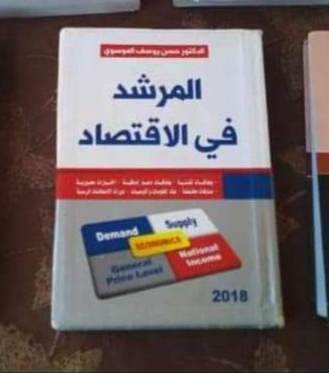 الدكتور حسن يوسف الموسوي
المرشد
في الاقتصاد
Demand
Supply
ECONOMICS
General
Price Level
National
Income
2018